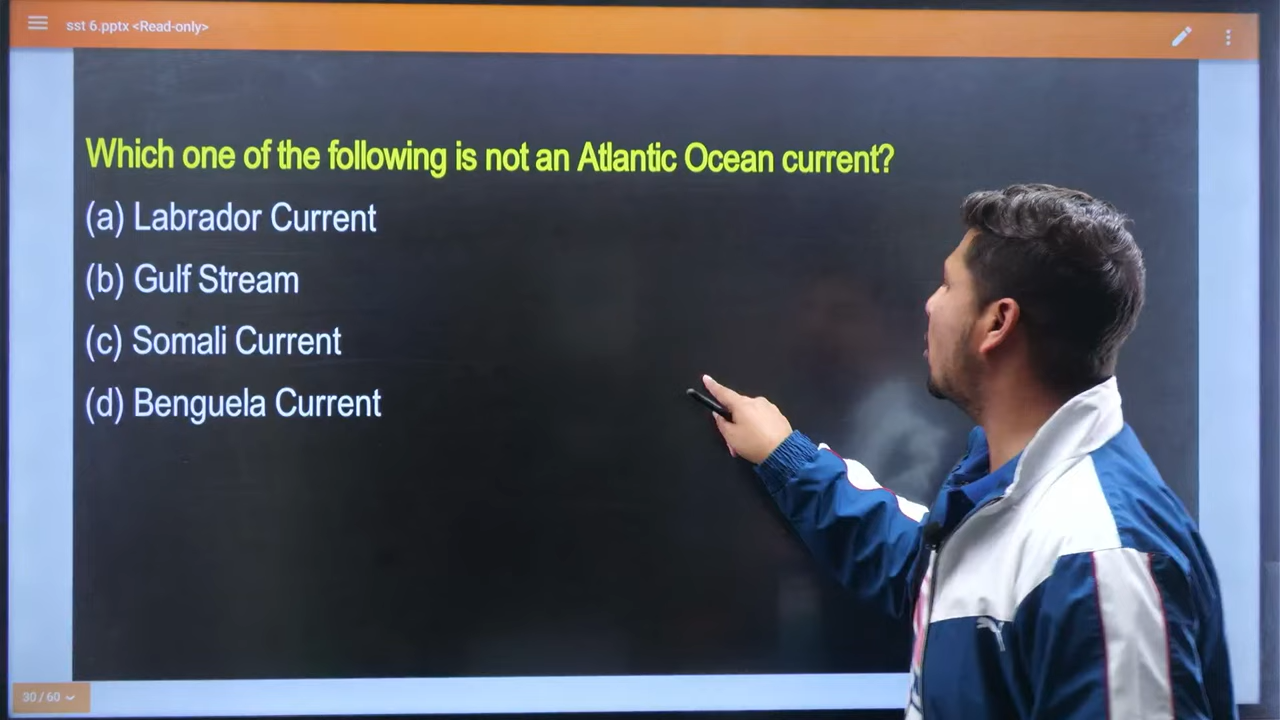 sst 6.pptx <Read-only>
Which one of the following is not an Atlantic Ocean current?
(a) Labrador Current
(b) Gulf Stream
(c) Somali Current
(d) Benguela Current
30 / 60